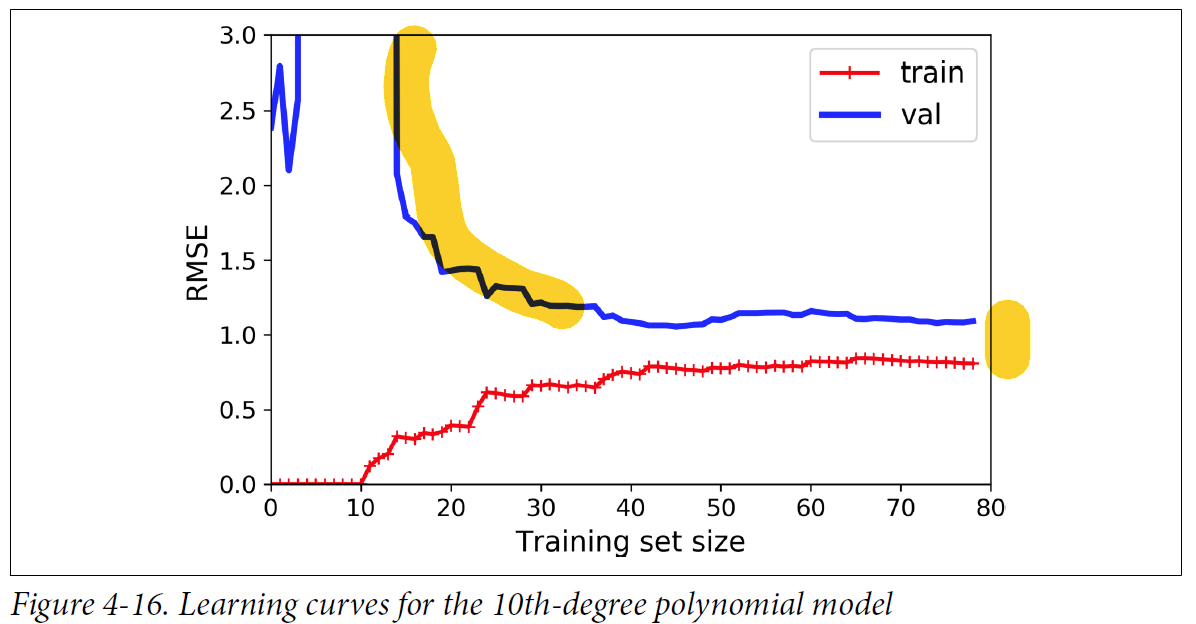 3.0
2.5
2.0
1.5
1.0
0.5
0.0
RMSE
train
val
0 10 20 30 40 50 60 70 80
Training set size
Figure 4-16. Learning curves for the 10th-degree polynomial model